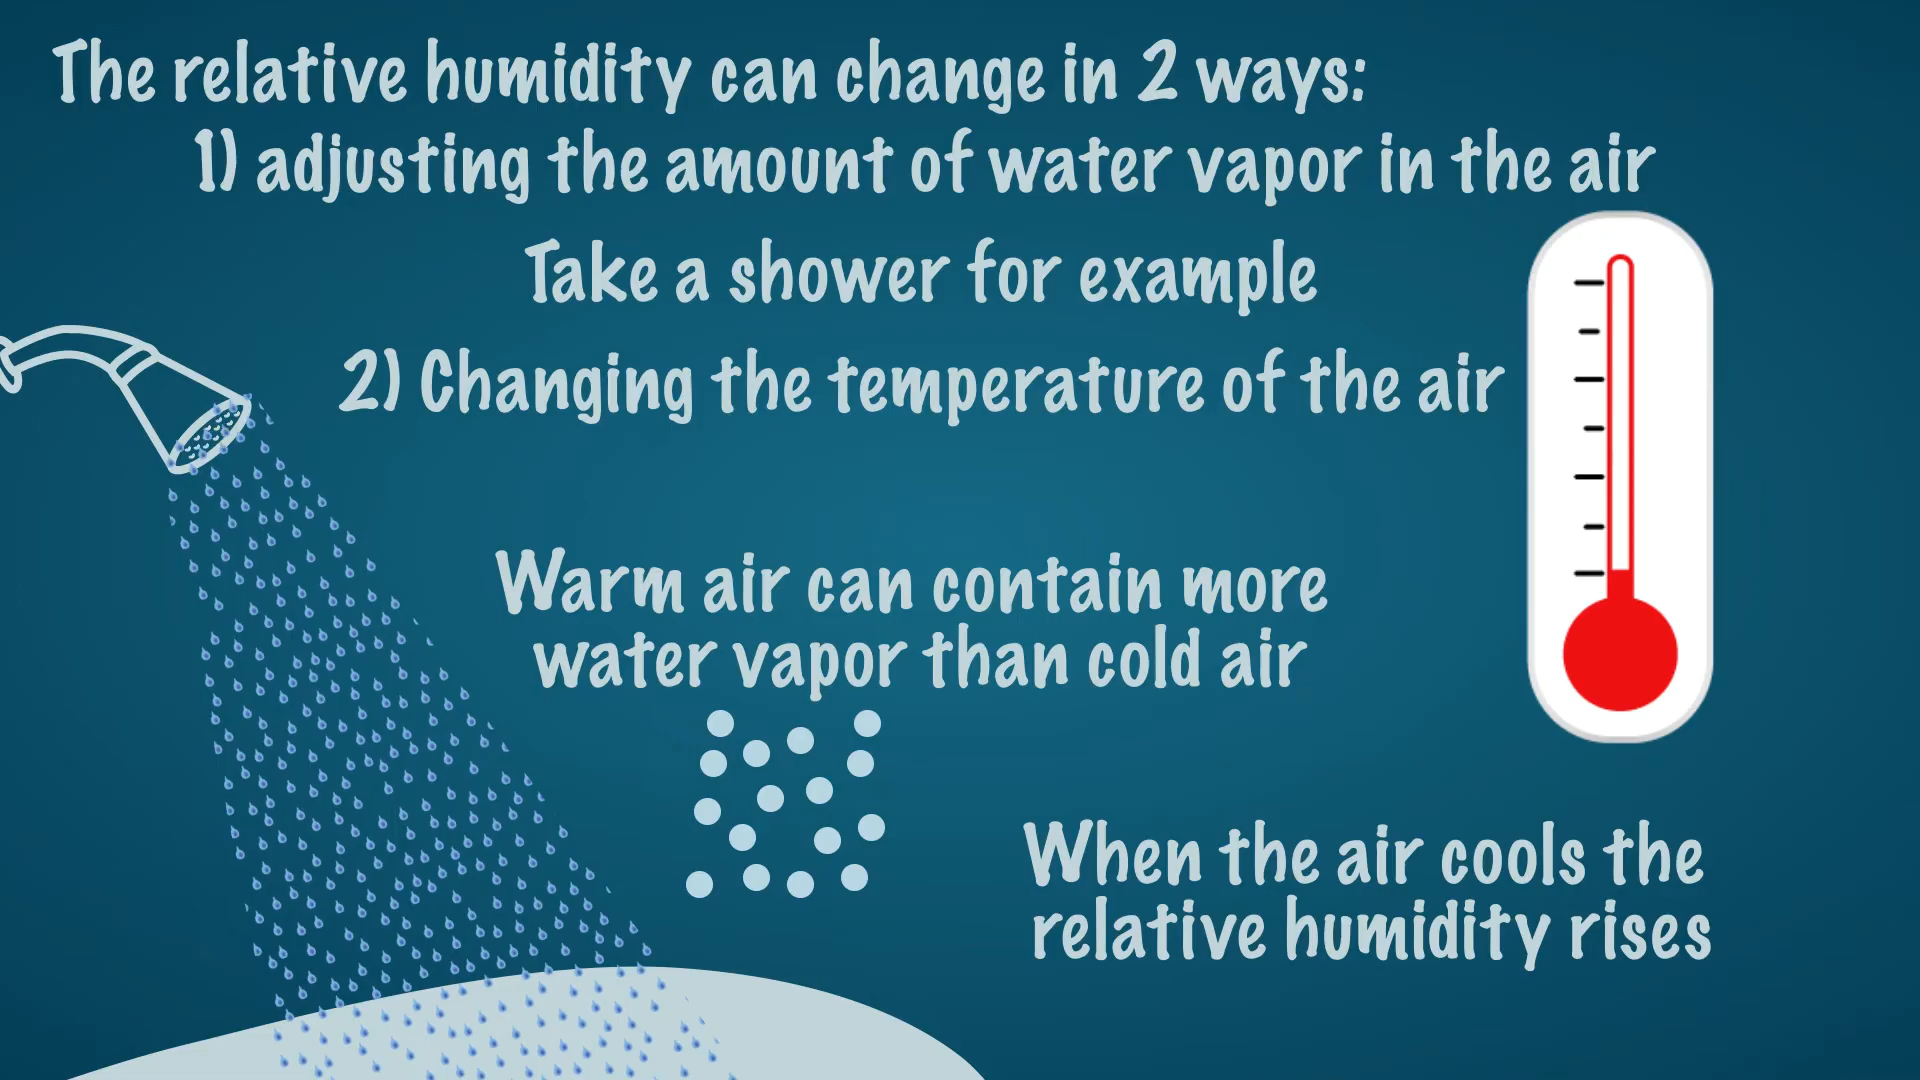 The relative humidity can change in 2 ways:
1) adjusting the amount of water vapor in the air
Take a shower for example
2) Changing the temperature of the air
Warm air can contain more
water vapor than cold air
When the air cools the
relative humidity rises